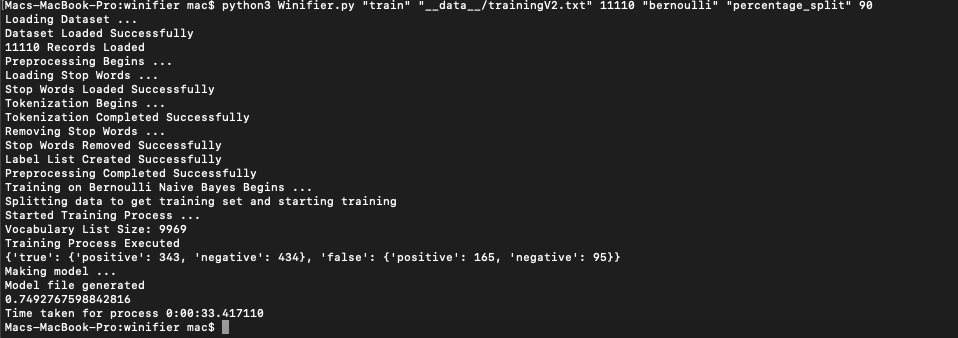 [Macs-MacBook-Pro:winifier mac$ python3 Winifier.py "train" "__data__/trainingV2.txt" 11110 "bernoulli" "percentage_split" 90
Loading Dataset ...
Dataset Loaded Successfully
11110 Records Loaded
Preprocessing Begins ...
Loading Stop Words ...
Stop Words Loaded Successfully
Tokenization Begins ...
Tokenization Completed Successfully
Removing Stop Words ...
Stop Words Removed Successfully
Label List Created Successfully
Preprocessing Completed Successfully
Training on Bernoulli Naive Bayes Begins ...
Splitting data to get training set and starting training
Started Training Process ...
Vocabulary List Size: 9969
Training Process Executed
{'true': {'positive': 343, 'negative': 434}, 'false': {'positive': 165, 'negative': 95}}
Making model ...
Model file generated
0.7492767598842816
Time taken for process 0:00:33.417110
Macs-MacBook-Pro:winifier mac$